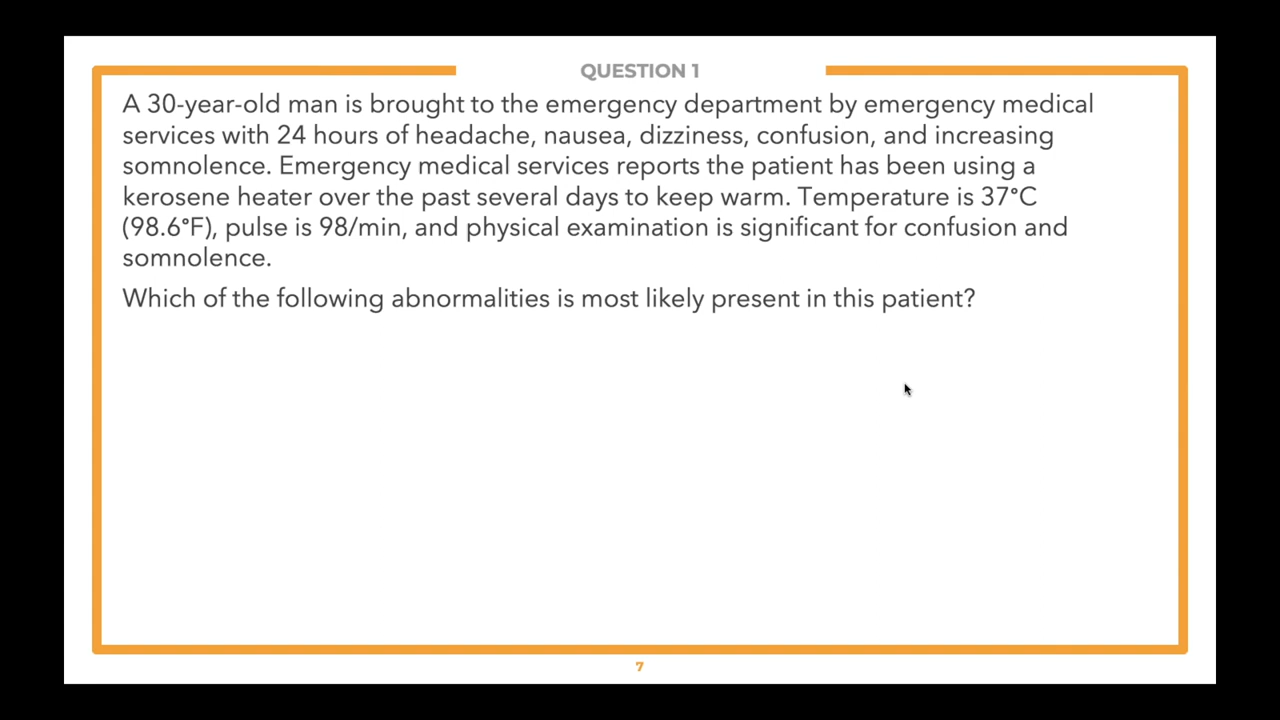 QUESTION 1
A 30-year-old man is brought to the emergency department by emergency medical
services with 24 hours of headache, nausea, dizziness, confusion, and increasing
somnolence. Emergency medical services reports the patient has been using a
kerosene heater over the past several days to keep warm. Temperature is 37°C
(98.6°F), pulse is 98/min, and physical examination is significant for confusion and
somnolence.
Which of the following abnormalities is most likely present in this patient?
7